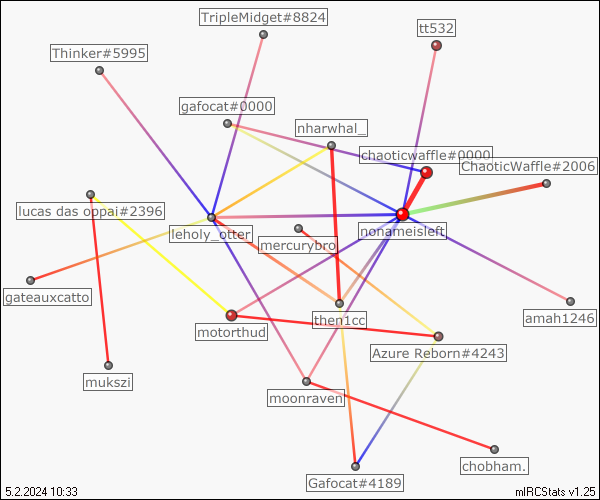 TripleMidget#8824
tt532
Thinker#5995
gafocat#0000
nharwhal_
chaoticwaffle#0000
ChaoticWaffle#2006
lucas das oppai#2396
leholy_otter
nonameisleft
mercurybro
gateauxcatto
then1cc
amah1246
motorthud
Azure Reborn#4243
mukszi
moonraven
chobham.
Gafocat#4189
5.2.2024 10:33
mIRCStats v1.25